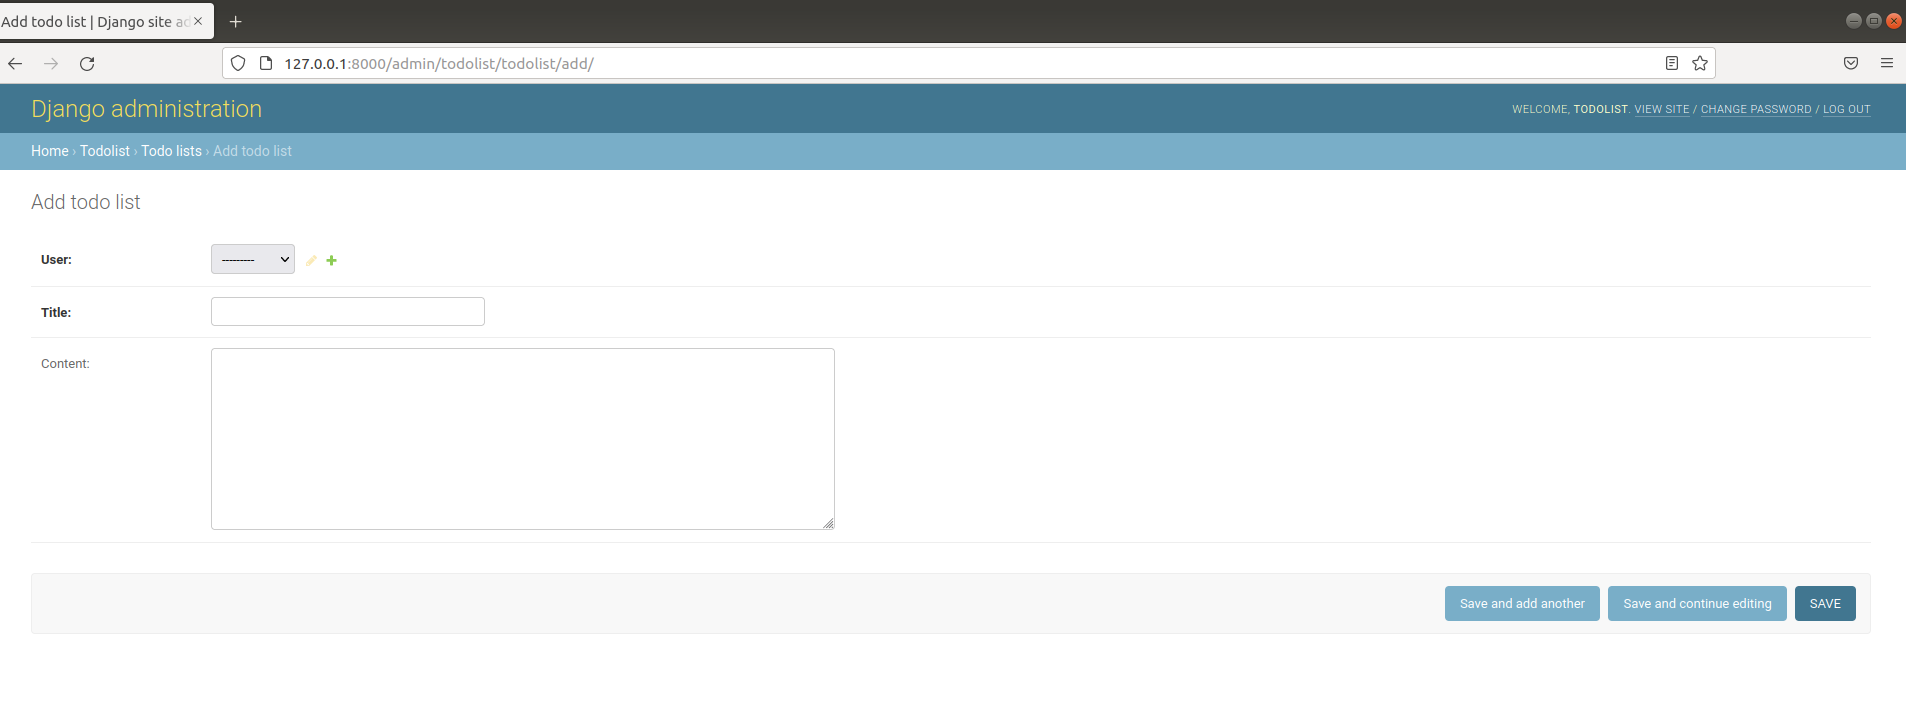 Add todo list | Django site ad
127.0.0.1:8000/admin/todolist/todolist/add/
Django administration
WELCOME, TODOLIST. VIEW SITE / CHANGE PASSWORD / LOG OUT
Home › Todolist › Todo lists › Add todo list
Add todo list
User: ---------
Title:
Content:
Save and add another Save and continue editing SAVE